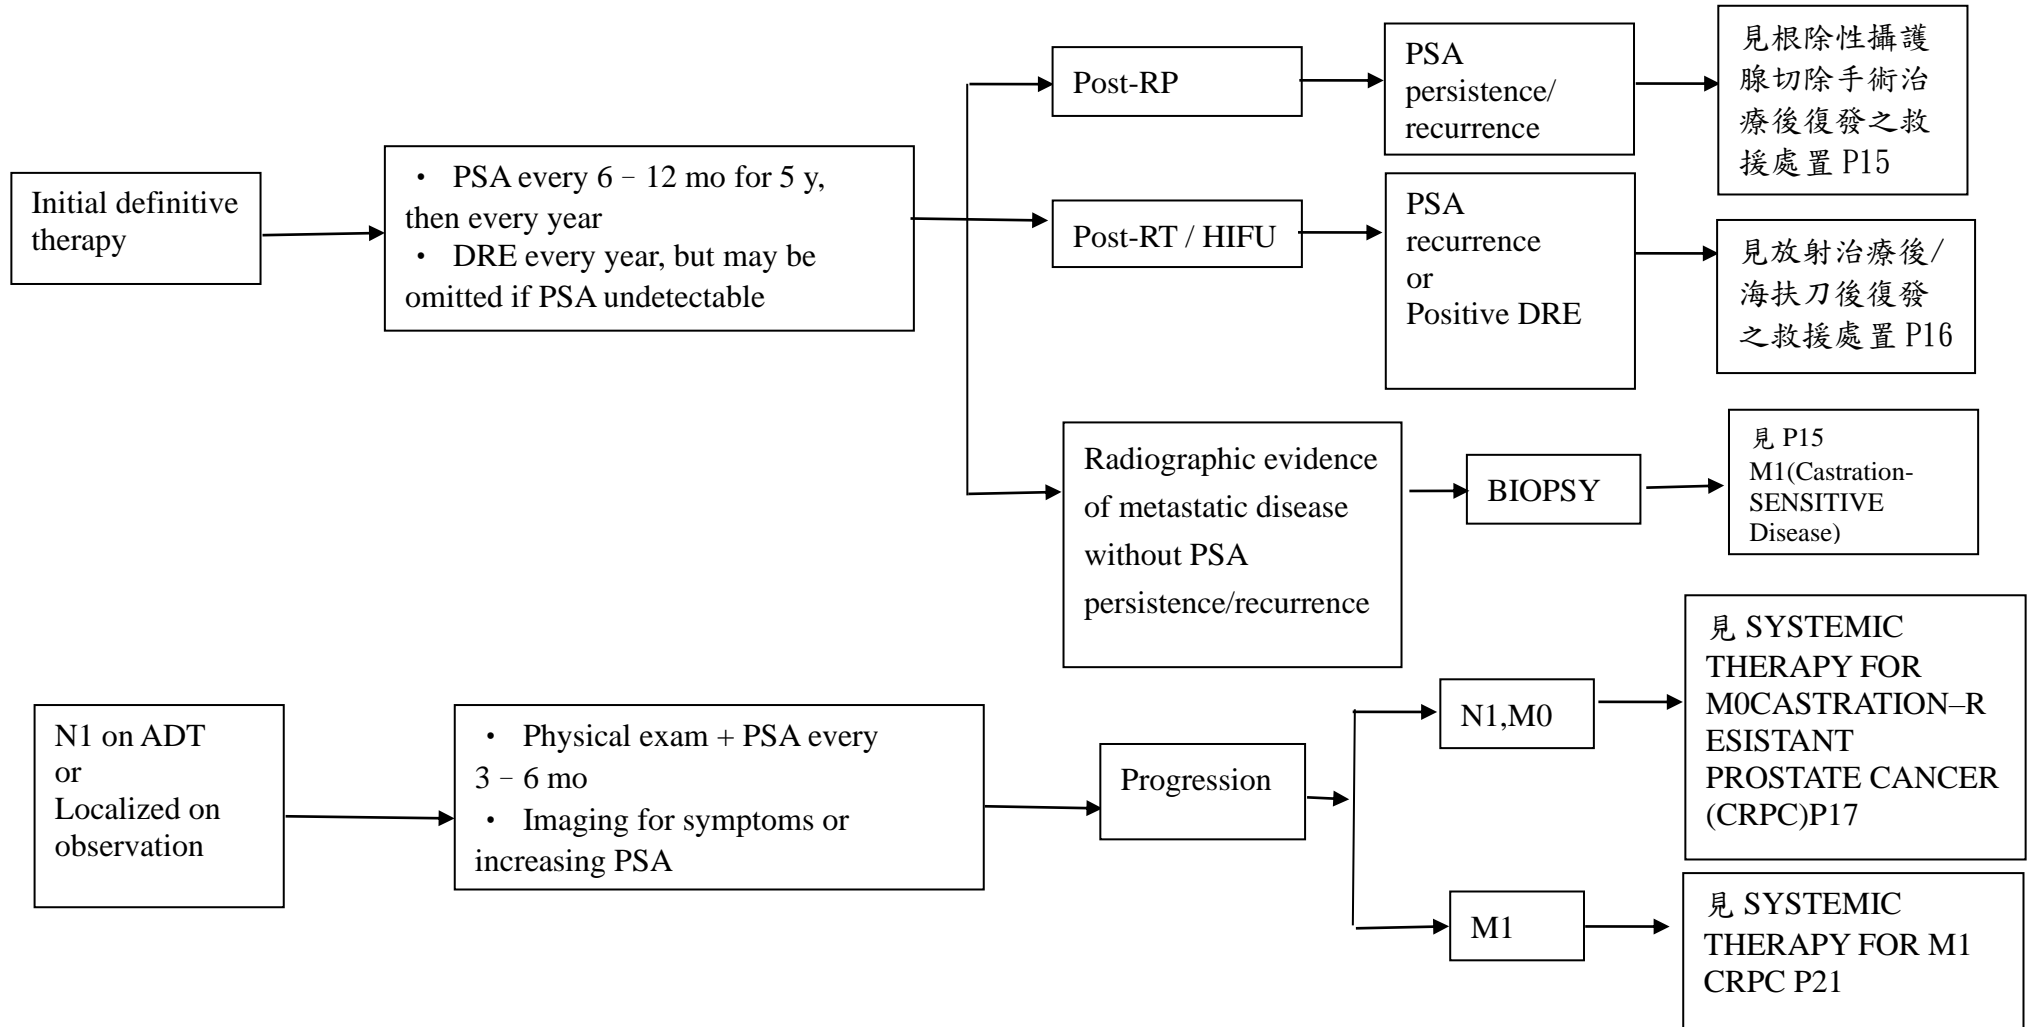 Initial definitive
therapy
• PSA every 6–12 mo for 5 y,
then every year
• DRE every year, but may be
omitted if PSA undetectable
Post-RP
PSA
persistence/
recurrence
見根除性攝護
腺切除手術治
療後復發之救
援處置 P15
Post-RT / HIFU
PSA
recurrence
or
Positive DRE
見放射治療後/
海扶刀後復發
之救援處置 P16
Radiographic evidence
of metastatic disease
without PSA
persistence/recurrence
BIOPSY
見 P15
M1(Castration-
SENSITIVE
Disease)
N1 on ADT
or
Localized on
observation
• Physical exam + PSA every
3–6 mo
• Imaging for symptoms or
increasing PSA
Progression
N1,M0
見 SYSTEMIC
THERAPY FOR
M0CASTRATION–R
ESISTANT
PROSTATE CANCER
(CRPC)P17
M1
見 SYSTEMIC
THERAPY FOR M1
CRPC P21